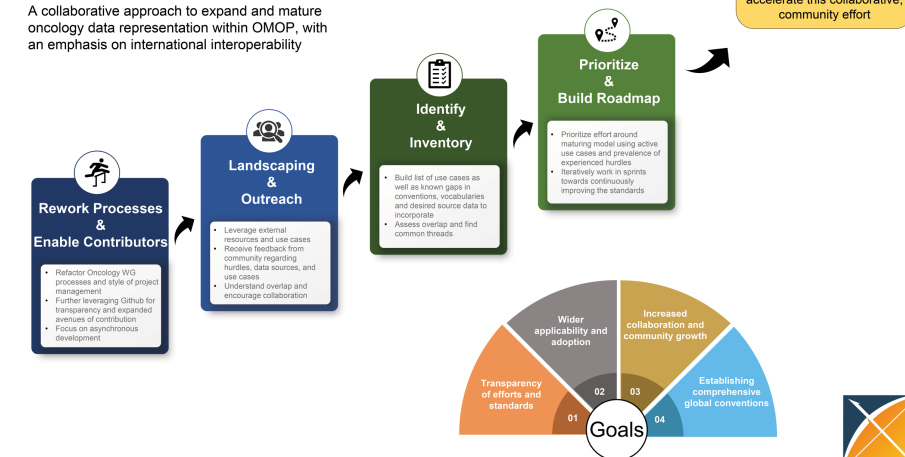 A collaborative approach to expand and mature
oncology data representation within OMOP, with
an emphasis on international interoperability
accelerate this collaborative,
community effort
Prioritize
&
Build Roadmap
• Prioritize effort around
maturing model using active
use cases and prevalence of
experienced hurdles
• Iteratively work in sprints
towards continuously
improving the standards
Identify
&
Inventory
• Build list of use cases as
well as known gaps in
conventions, vocabularies
and desired source data to
incorporate
• Assess overlap and find
common threads
Landscaping
&
Outreach
• Leverage external
resources and use cases
• Receive feedback from
community regarding
hurdles, data sources, and
use cases
• Understand overlap and
encourage collaboration
Rework Processes
&
Enable Contributors
• Refactor Oncology WG
processes and style of project
management
• Further leveraging Github for
transparency and expanded
avenues of contribution
• Focus on asynchronous
development
Transparency
of efforts and
standards
01
Wider
applicability and
adoption
02
Increased
collaboration and
community growth
03
Establishing
comprehensive
global conventions
04
Goals